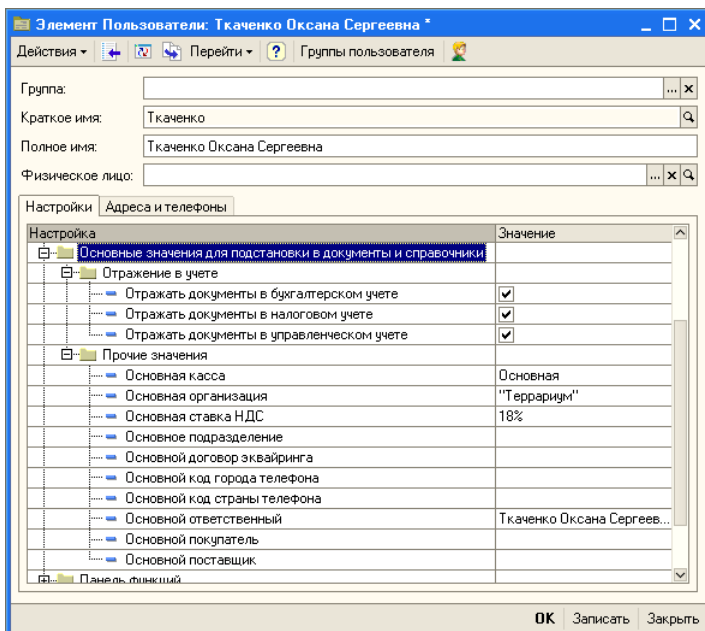 Элемент Пользователи: Ткаченко Оксана Сергеевна *
Действия Перейти ? Группы пользователя
Группа: ... x
Краткое имя: Ткаченко
Полное имя: Ткаченко Оксана Сергеевна
Физическое лицо: ... x
Настройки Адреса и телефоны
Настройка Значение
Основные значения для подстановки в документы и справочники
Отражение в учете
Отражать документы в бухгалтерском учете
Отражать документы в налоговом учете
Отражать документы в управленческом учете
Прочие значения
Основная касса Основная
Основная организация "Террариум"
Основная ставка НДС 18%
Основное подразделение
Основной договор эквайринга
Основной код города телефона
Основной код страны телефона
Основной ответственный Ткаченко Оксана Сергеев...
Основной покупатель
Основной поставщик
Панель функций
OK Записать Закрыть